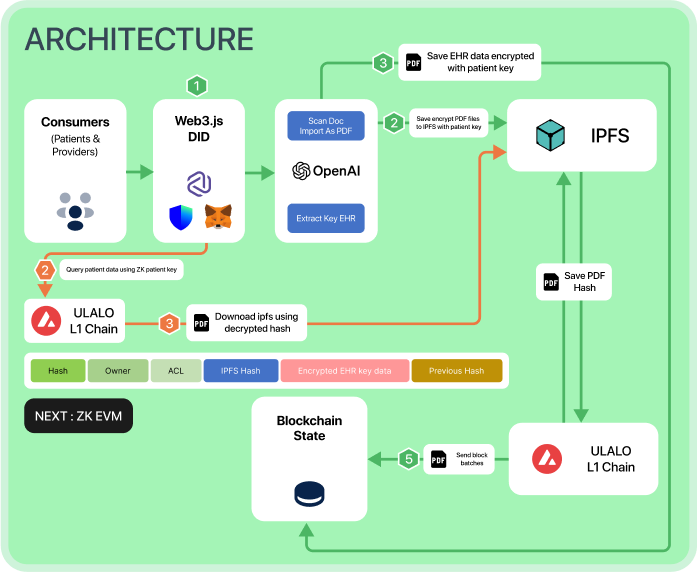 ARCHITECTURE
3
PDF
Save EHR data encrypted
with patient key
1
Consumers
(Patients &
Providers)
Web3.js
DID
Scan Doc
Import As PDF
OpenAI
Extract Key EHR
2
Save encrypt PDF files
to IPFS with patient key
IPFS
2
Query patient data using ZK patient key
PDF
Save PDF
Hash
ULALO
L1 Chain
3
PDF
Downoad ipfs using
decrypted hash
Hash
Owner
ACL
IPFS Hash
Encrypted EHR key data
Previous Hash
NEXT : ZK EVM
Blockchain
State
5
PDF
Send block
batches
ULALO
L1 Chain